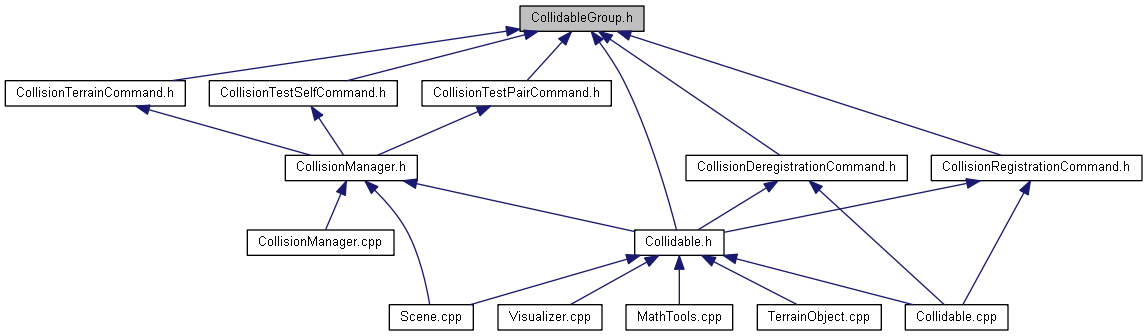 CollidableGroup.h
CollisionTerrainCommand.h
CollisionTestSelfCommand.h
CollisionTestPairCommand.h
CollisionManager.h
CollisionDeregistrationCommand.h
CollisionRegistrationCommand.h
CollisionManager.cpp
Collidable.h
Scene.cpp
Visualizer.cpp
MathTools.cpp
TerrainObject.cpp
Collidable.cpp